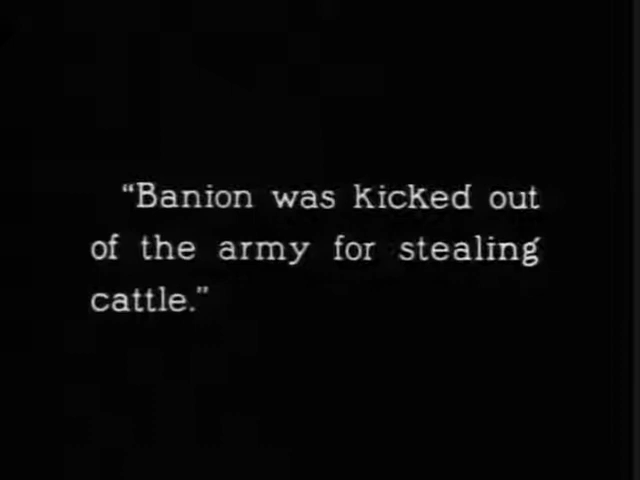 “Banion was kicked out
of the army for stealing
cattle.”